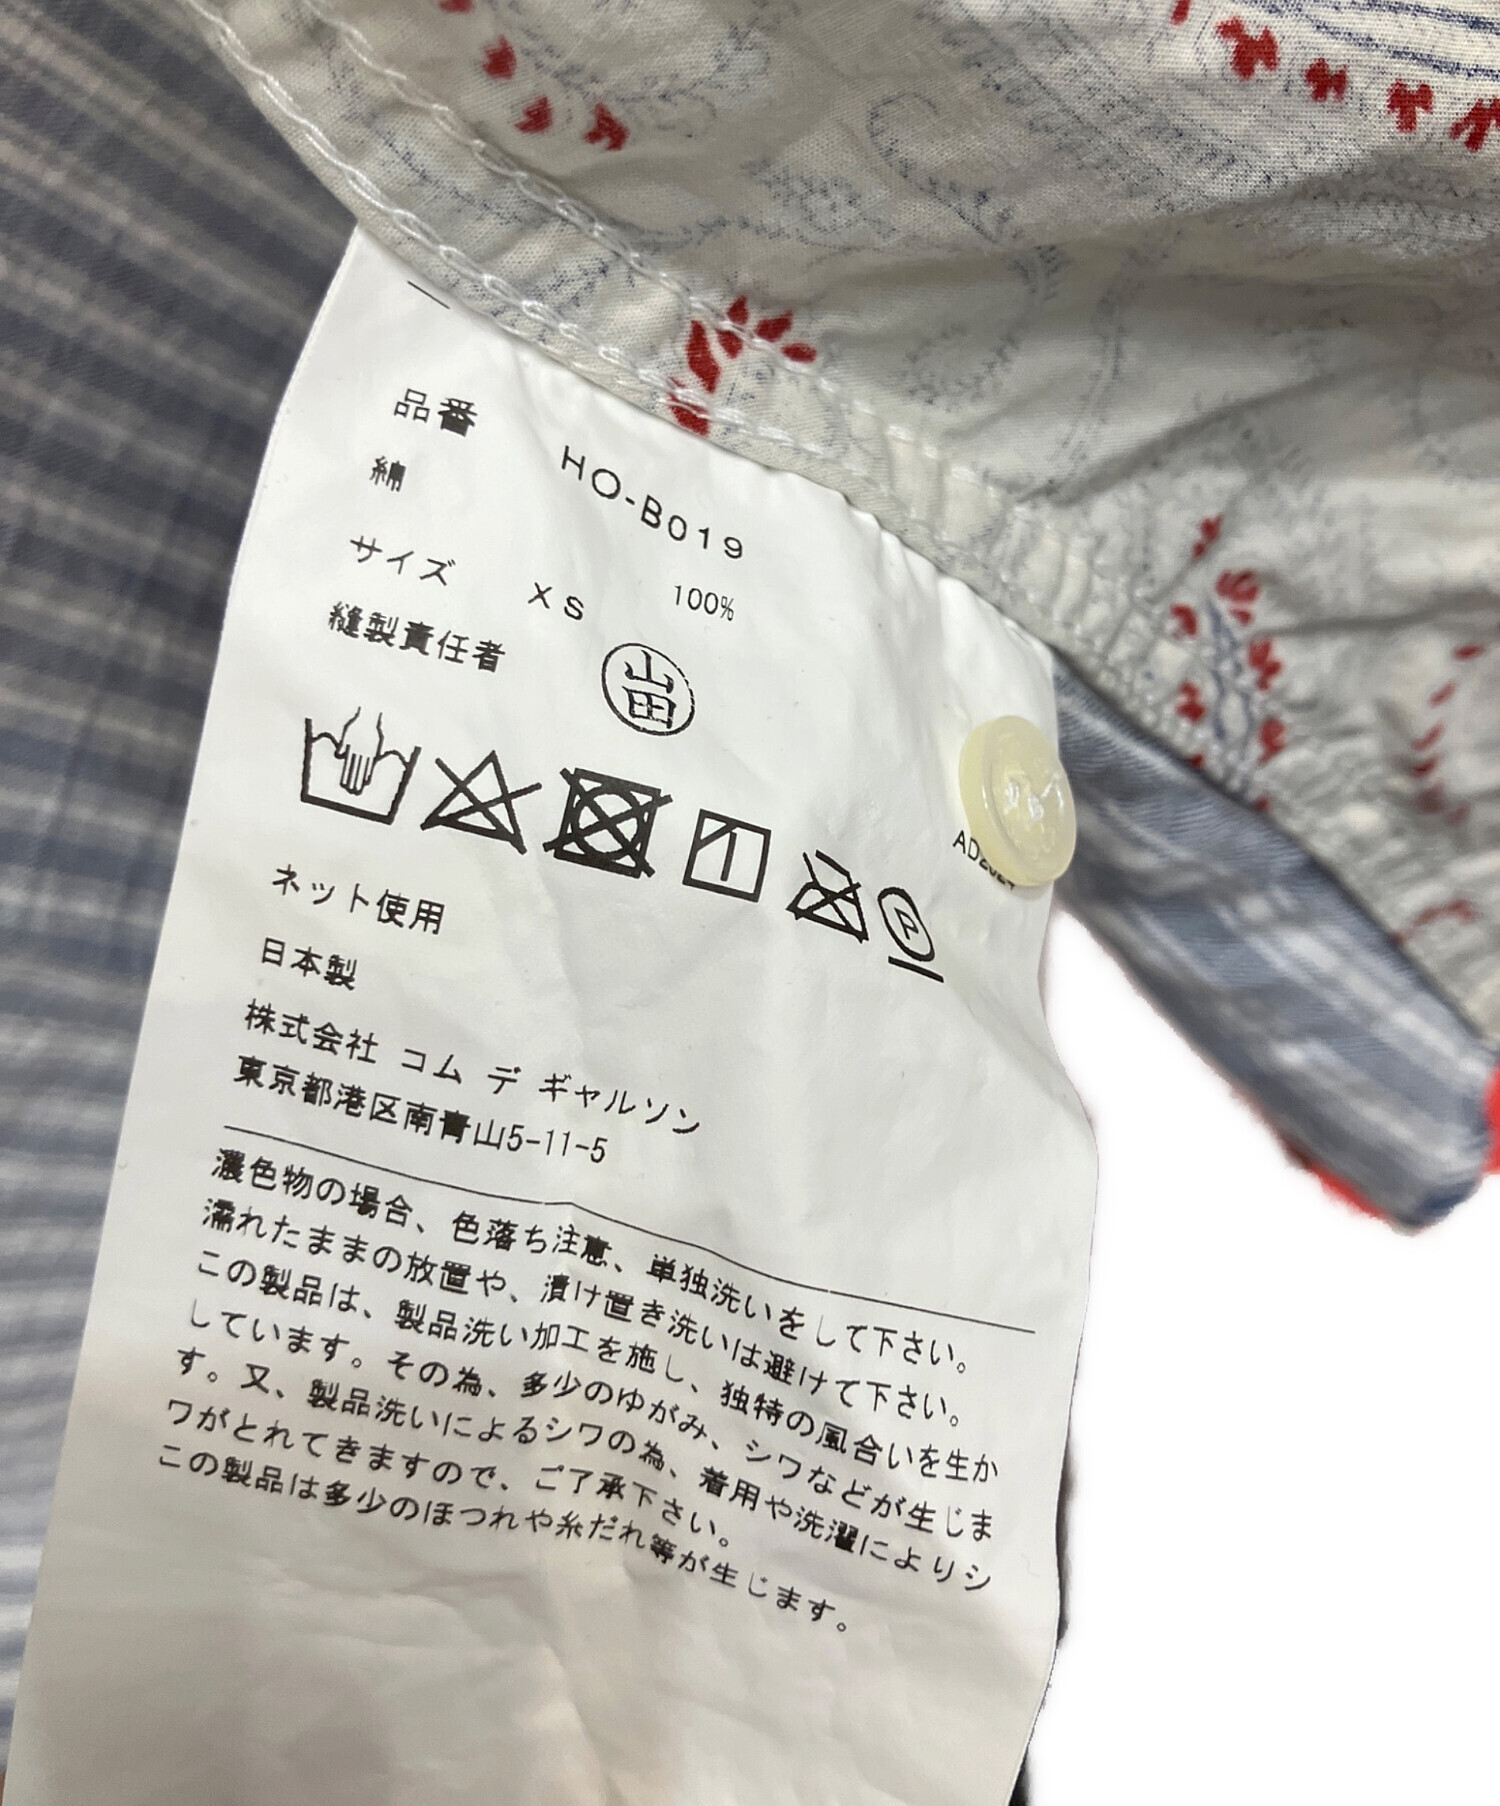 品番 HO-B019
綿 100%
サイズ XS
縫製責任者 山田
P
ネット使用
日本製
株式会社 コム デ ギャルソン
東京都港区南青山5-11-5
濃色物の場合、色落ち注意、単独洗いをして下さい。
濡れたままの放置や、漬け置き洗いは避けて下さい。
この製品は、製品洗い加工を施し、独特の風合いを生か
しています。その為、多少のゆがみ、シワなどが生じま
す。又、製品洗いによるシワの為、着用や洗濯によりシ
ワがとれてきますので、ご了承下さい。
この製品は多少のほつれや糸だれ等が生じます。